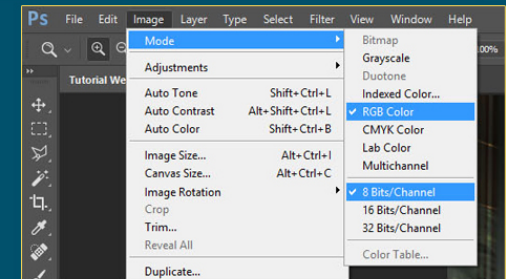 Ps File Edit Image Layer Type Select Filter View Window Help
Mode
Adjustments
Auto Tone Shift+Ctrl+L
Auto Contrast Alt+Shift+Ctrl+L
Auto Color Shift+Ctrl+B
Image Size... Alt+Ctrl+I
Canvas Size... Alt+Ctrl+C
Image Rotation
Crop
Trim...
Reveal All
Duplicate...
Bitmap
Grayscale
Duotone
Indexed Color...
RGB Color
CMYK Color
Lab Color
Multichannel
8 Bits/Channel
16 Bits/Channel
32 Bits/Channel
Color Table...
00%
Tutorial We